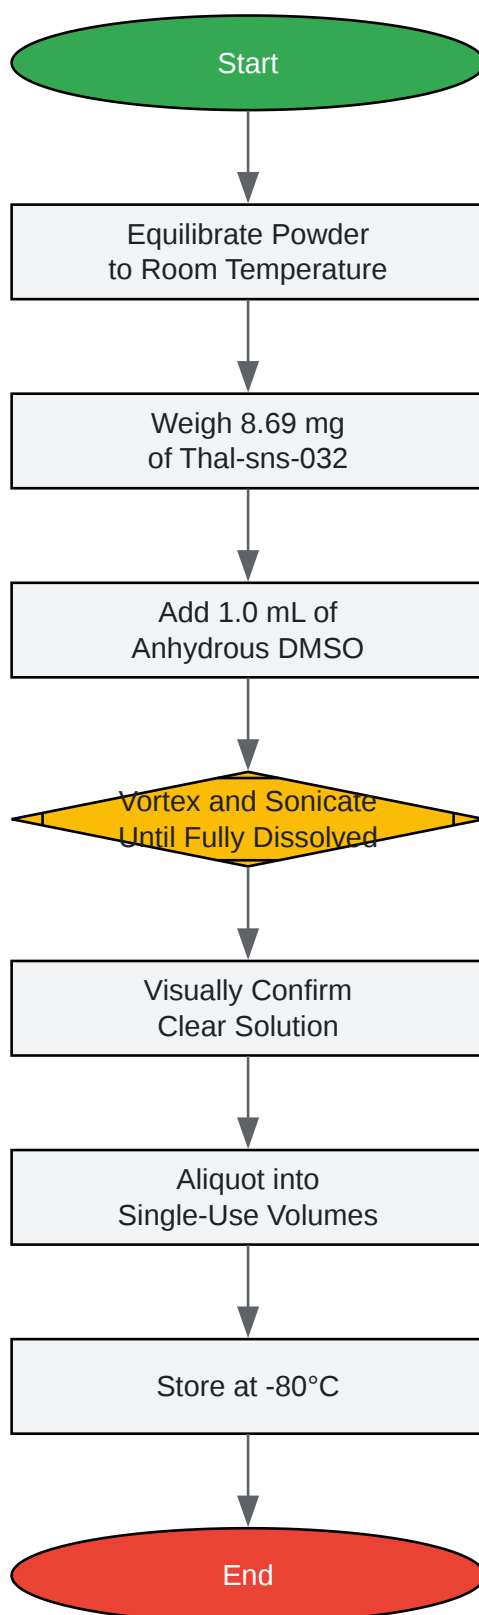 Start
Equilibrate Powder
to Room Temperature
Weigh 8.69 mg
of Thal-sns-032
Add 1.0 mL of
Anhydrous DMSO
Vortex and Sonicate
Until Fully Dissolved
Visually Confirm
Clear Solution
Aliquot into
Single-Use Volumes
Store at -80°C
End